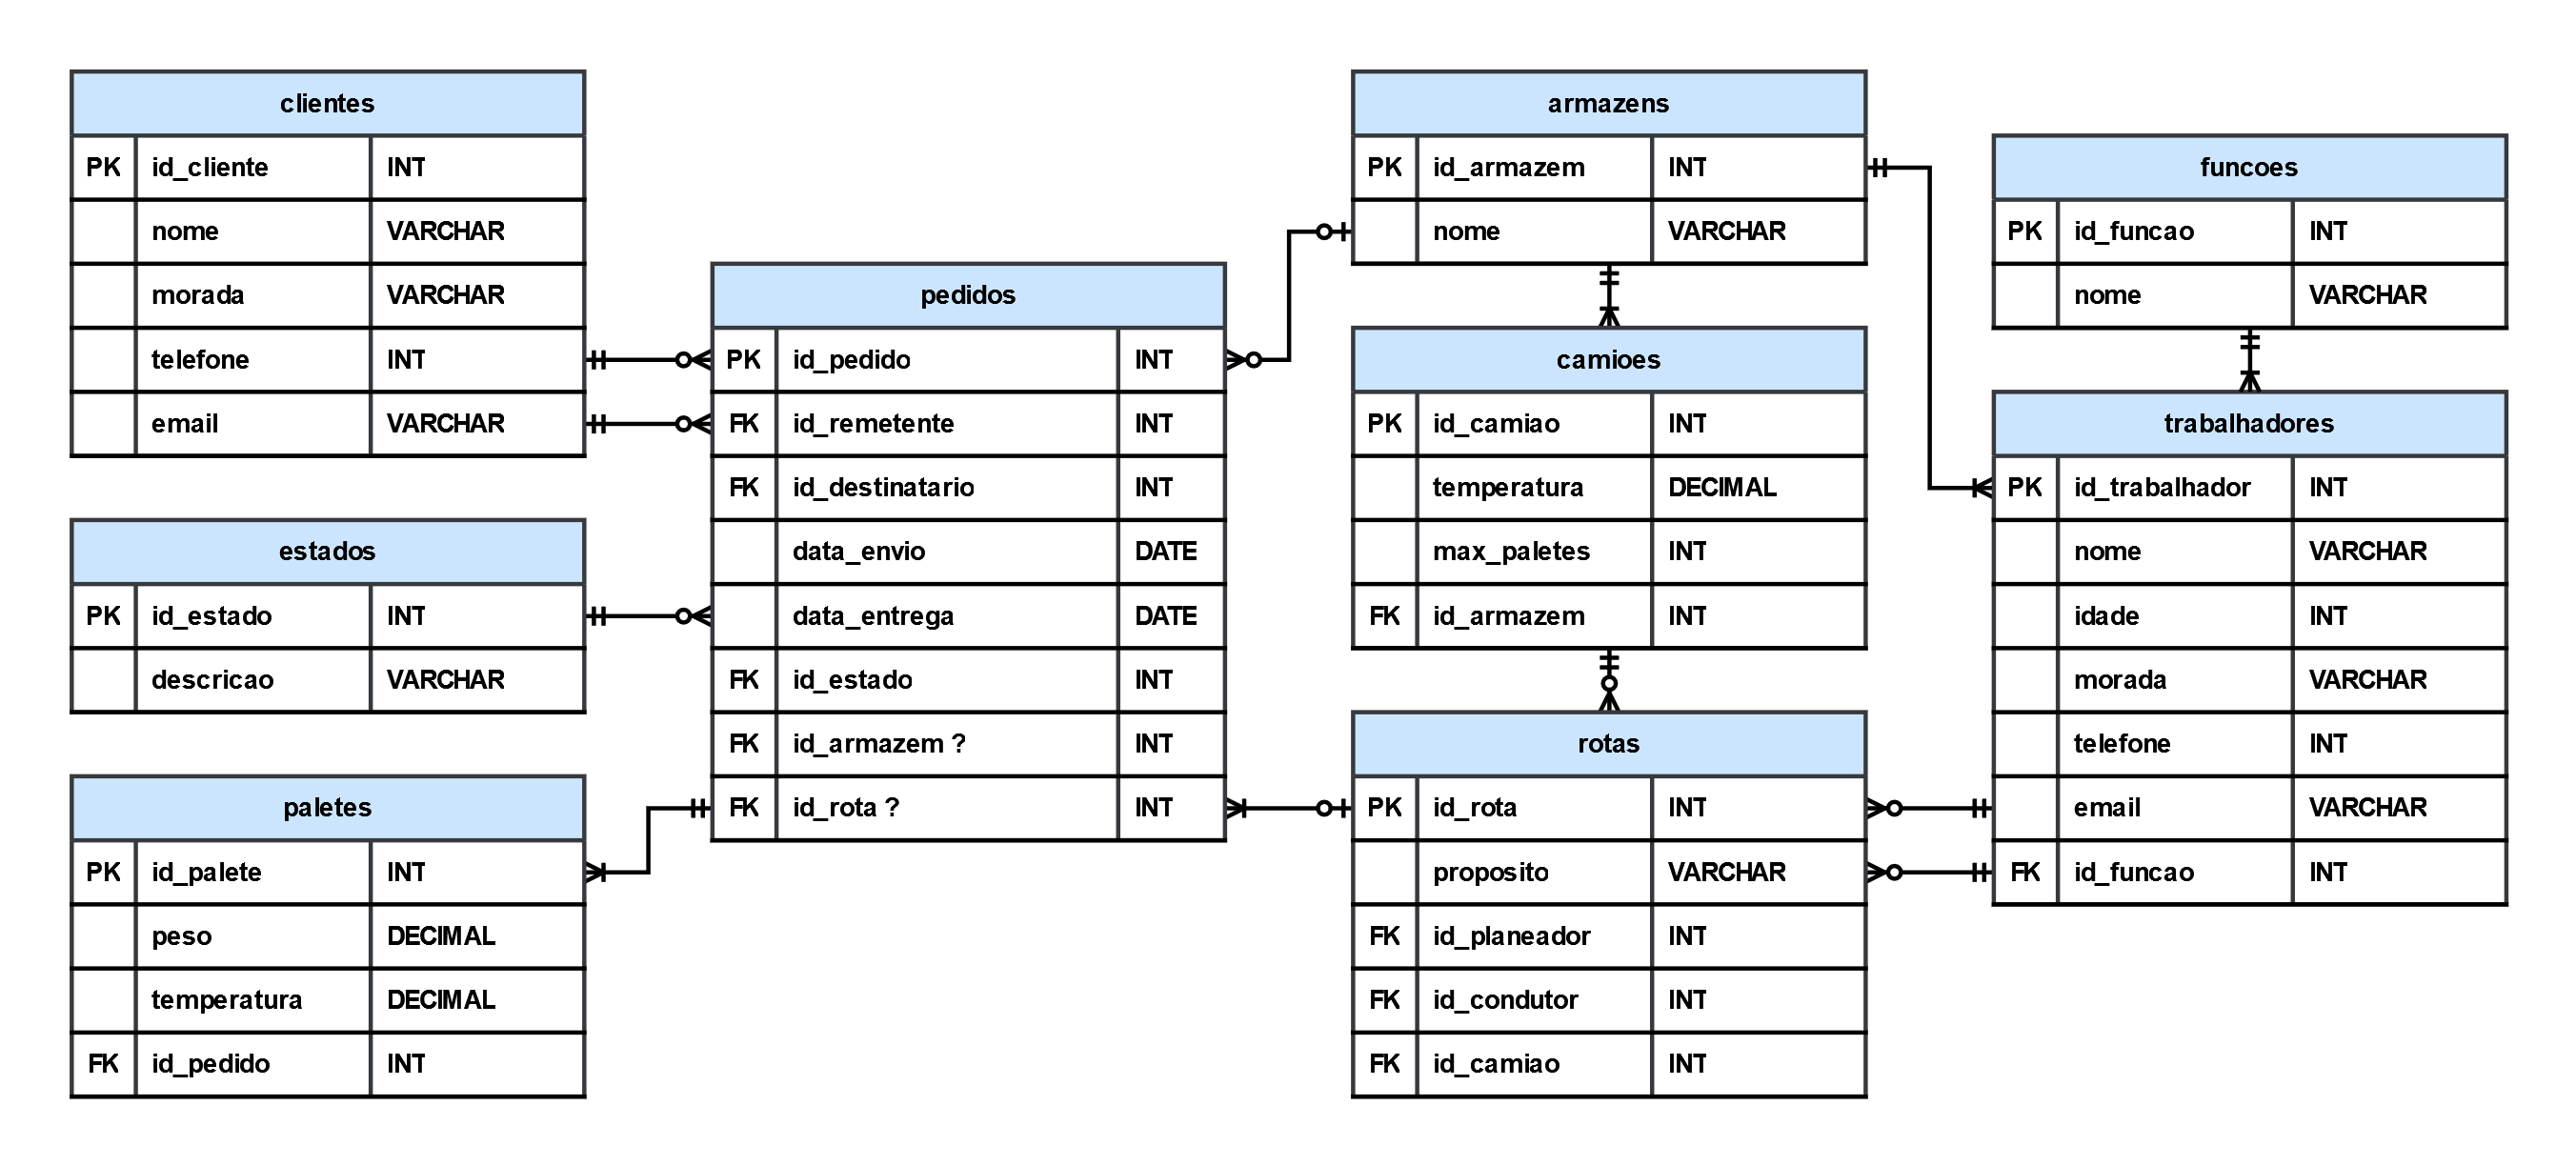 clientes
PK id_cliente INT
nome VARCHAR
morada VARCHAR
telefone INT
email VARCHAR
estados
PK id_estado INT
descricao VARCHAR
paletes
PK id_palete INT
peso DECIMAL
temperatura DECIMAL
FK id_pedido INT
pedidos
PK id_pedido INT
FK id_remetente INT
FK id_destinatario INT
data_envio DATE
data_entrega DATE
FK id_estado INT
FK id_armazem ? INT
FK id_rota ? INT
armazens
PK id_armazem INT
nome VARCHAR
camioes
PK id_camiao INT
temperatura DECIMAL
max_paletes INT
FK id_armazem INT
rotas
PK id_rota INT
proposito VARCHAR
FK id_planeador INT
FK id_condutor INT
FK id_camiao INT
funcoes
PK id_funcao INT
nome VARCHAR
trabalhadores
PK id_trabalhador INT
nome VARCHAR
idade INT
morada VARCHAR
telefone INT
email VARCHAR
FK id_funcao INT